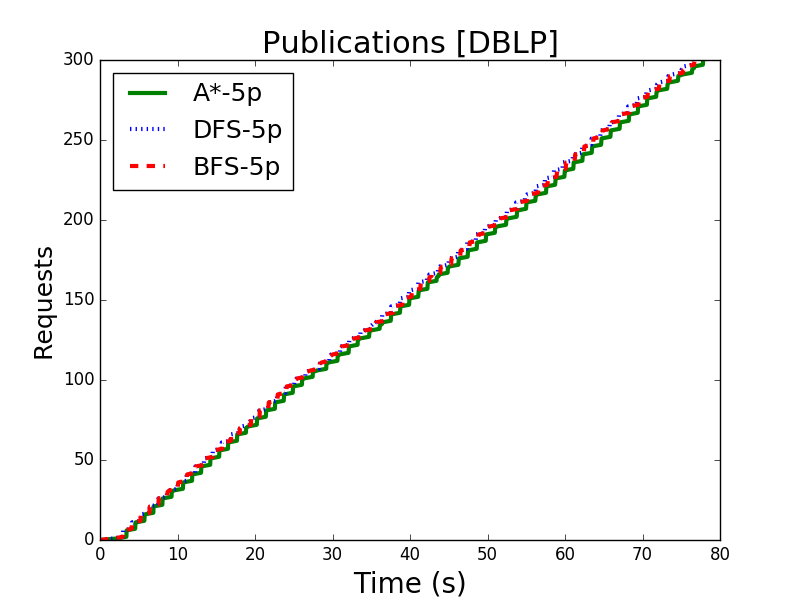 Publications [DBLP]
A*-5p
DFS-5p
BFS-5p
300
250
200
150
100
50
0
Requests
0 10 20 30 40 50 60 70 80
Time (s)